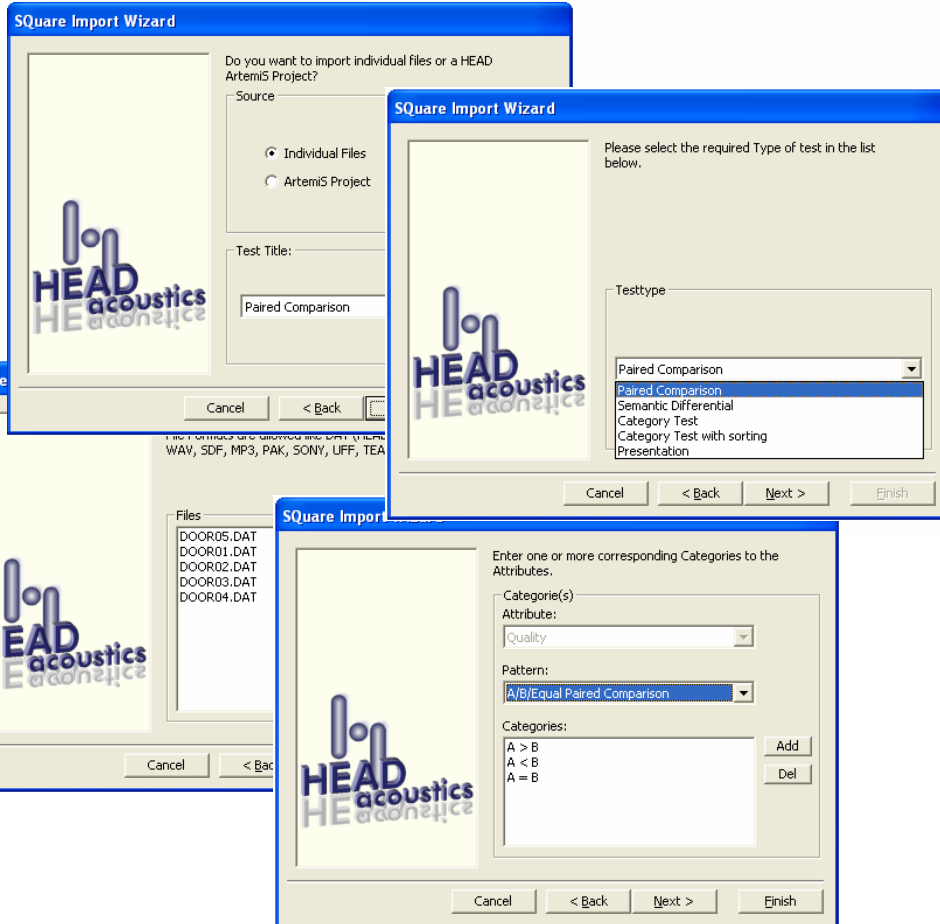 SQuare Import Wizard
Do you want to import individual files or a HEAD
ArtemiS Project?
Source
Individual Files
ArtemiS Project
Test Title:
Paired Comparison
HEAD
acoustics
Cancel
< Back
SQuare Import Wizard
Please select the required Type of test in the list
below.
Testtype
Paired Comparison
Paired Comparison
Semantic Differential
Category Test
Category Test with sorting
Presentation
HEAD
acoustics
Cancel
< Back
Next >
Finish
WAV, SDF, MP3, PAK, SONY, UFF, TEA
Files
DOOR05.DAT
DOOR01.DAT
DOOR02.DAT
DOOR03.DAT
DOOR04.DAT
EAD
acoustics
Cancel
< Bac
SQuare Import Wizard
Enter one or more corresponding Categories to the
Attributes.
Categorie(s)
Attribute:
Quality
Pattern:
A/B/Equal Paired Comparison
Categories:
A > B
A < B
A = B
Add
Del
HEAD
acoustics
Cancel
< Back
Next >
Finish